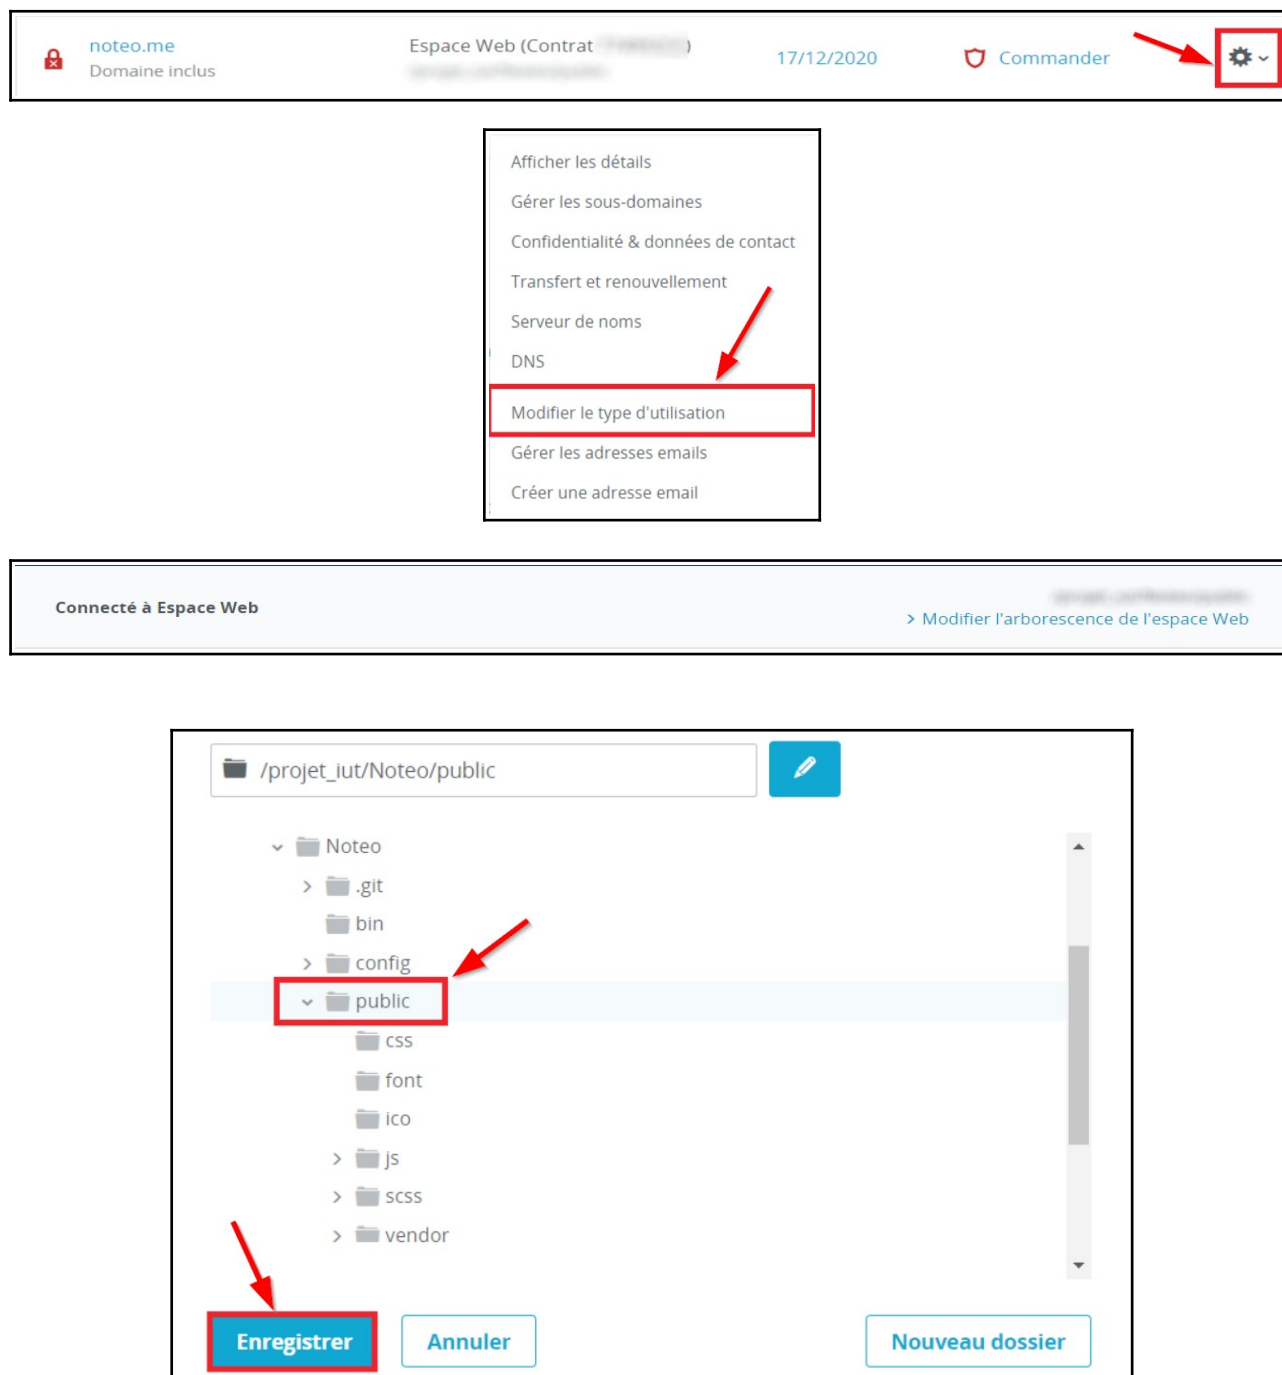 noteo.me
Domaine inclus
Espace Web (Contrat )
17/12/2020
Commander
Afficher les détails
Gérer les sous-domaines
Confidentialité & données de contact
Transfert et renouvellement
Serveur de noms
DNS
Modifier le type d'utilisation
Gérer les adresses emails
Créer une adresse email
Connecté à Espace Web
> Modifier l'arborescence de l'espace Web
/projet_iut/Noteo/public
Noteo
.git
bin
config
public
css
font
ico
js
scss
vendor
Enregistrer
Annuler
Nouveau dossier